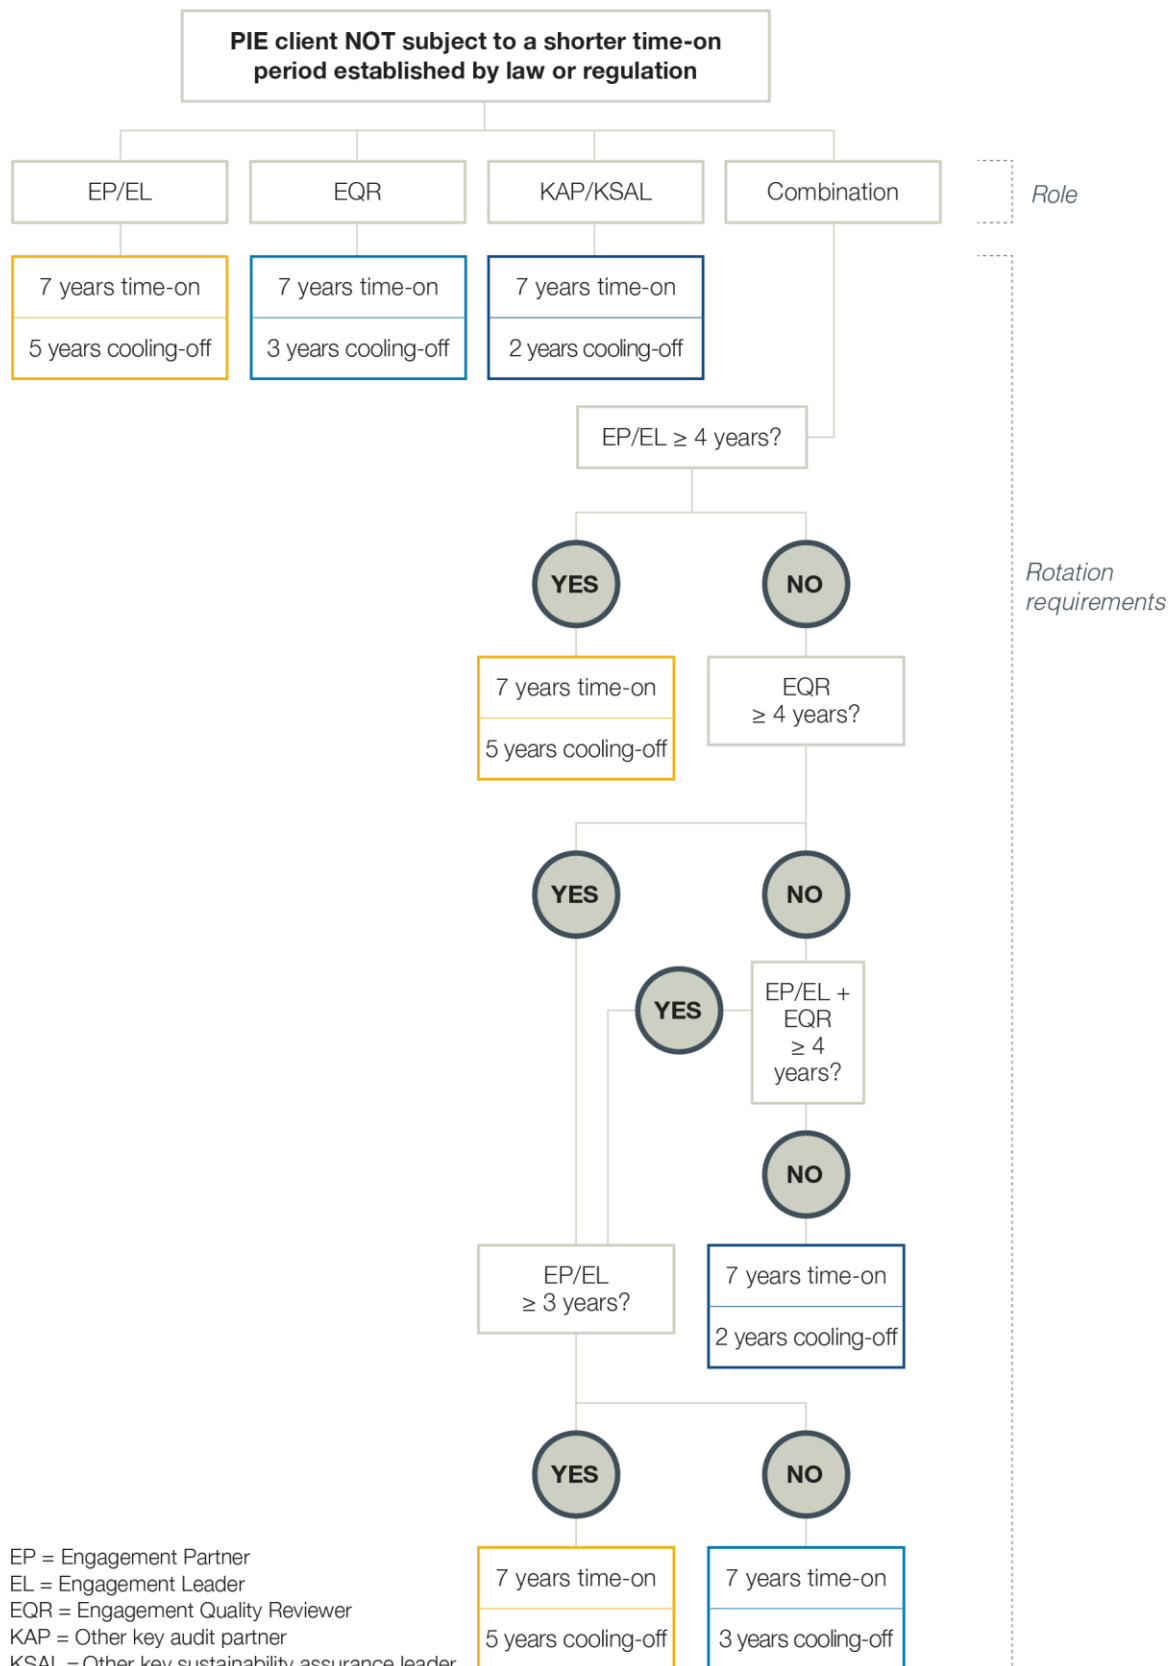 PIE client NOT subject to a shorter time-on
period established by law or regulation
EP/EL
EQR
KAP/KSAL
Combination
Role
7 years time-on
5 years cooling-off
7 years time-on
3 years cooling-off
7 years time-on
2 years cooling-off
EP/EL ≥ 4 years?
YES
NO
Rotation
requirements
7 years time-on
5 years cooling-off
EQR
≥ 4 years?
YES
NO
YES
EP/EL +
EQR
≥ 4
years?
NO
EP/EL
≥ 3 years?
7 years time-on
2 years cooling-off
YES
NO
7 years time-on
5 years cooling-off
7 years time-on
3 years cooling-off
EP = Engagement Partner
EL = Engagement Leader
EQR = Engagement Quality Reviewer
KAP = Other key audit partner
KSAL = Other key sustainability assurance leader